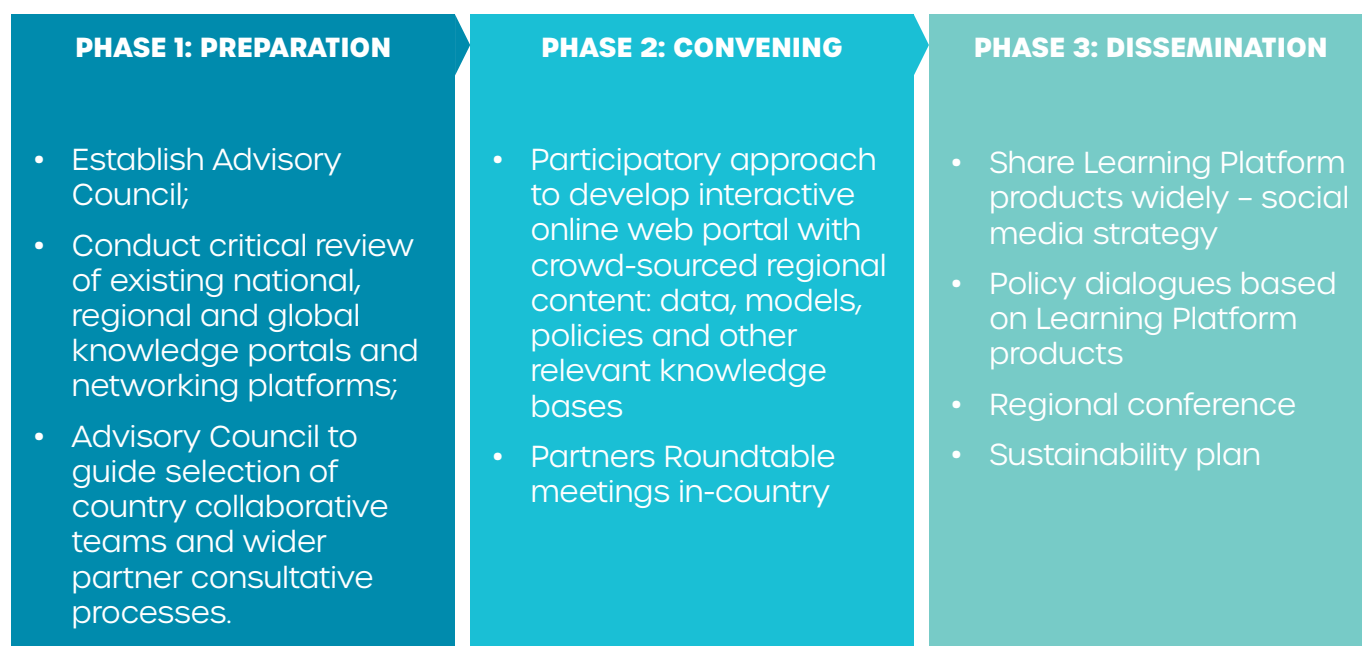 PHASE 1: PREPARATION
• Establish Advisory
Council;
• Conduct critical review
of existing national,
regional and global
knowledge portals and
networking platforms;
• Advisory Council to
guide selection of
country collaborative
teams and wider
partner consultative
processes.
PHASE 2: CONVENING
• Participatory approach
to develop interactive
online web portal with
crowd-sourced regional
content: data, models,
policies and other
relevant knowledge
bases
• Partners Roundtable
meetings in-country
PHASE 3: DISSEMINATION
• Share Learning Platform
products widely – social
media strategy
• Policy dialogues based
on Learning Platform
products
• Regional conference
• Sustainability plan